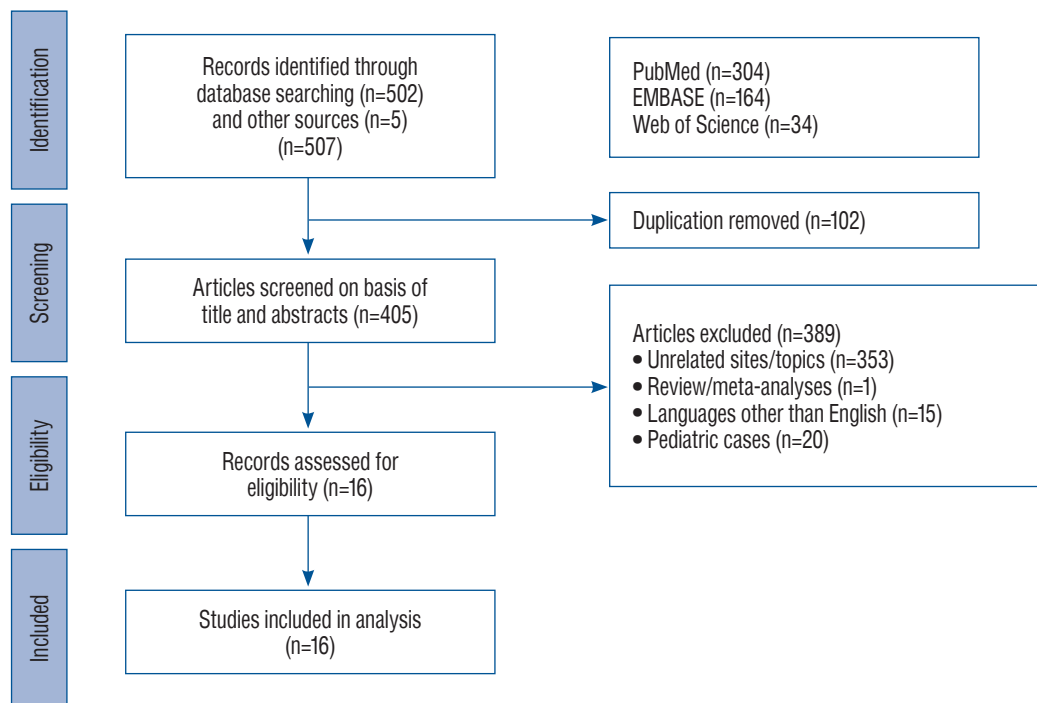 Identification
Records identified through
database searching (n=502)
and other sources (n=5)
(n=507)
PubMed (n=304)
EMBASE (n=164)
Web of Science (n=34)
Screening
Duplication removed (n=102)
Articles screened on basis of
title and abstracts (n=405)
Articles excluded (n=389)
• Unrelated sites/topics (n=353)
• Review/meta-analyses (n=1)
• Languages other than English (n=15)
• Pediatric cases (n=20)
Eligibility
Records assessed for
eligibility (n=16)
Included
Studies included in analysis
(n=16)